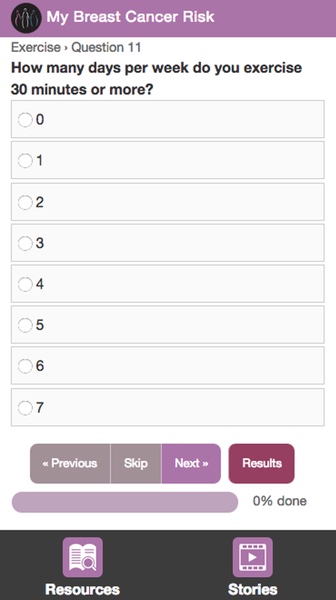 My Breast Cancer Risk
Exercise › Question 11
How many days per week do you exercise
30 minutes or more?
0
1
2
3
4
5
6
7
« Previous Skip Next » Results
0% done
Resources Stories